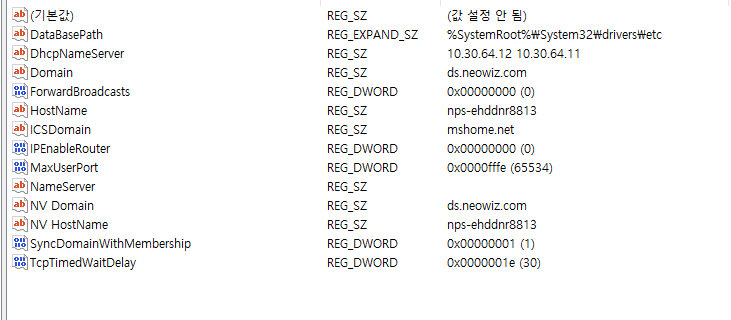 (기본값) REG_SZ (값 설정 안 됨)
DataBasePath REG_EXPAND_SZ %SystemRoot%₩System32₩drivers₩etc
DhcpNameServer REG_SZ 10.30.64.12 10.30.64.11
Domain REG_SZ ds.neowiz.com
ForwardBroadcasts REG_DWORD 0x00000000 (0)
HostName REG_SZ nps-ehddnr8813
ICSDomain REG_SZ mshome.net
IPEnableRouter REG_DWORD 0x00000000 (0)
MaxUserPort REG_DWORD 0x0000fffe (65534)
NameServer REG_SZ
NV Domain REG_SZ ds.neowiz.com
NV HostName REG_SZ nps-ehddnr8813
SyncDomainWithMembership REG_DWORD 0x00000001 (1)
TcpTimedWaitDelay REG_DWORD 0x0000001e (30)